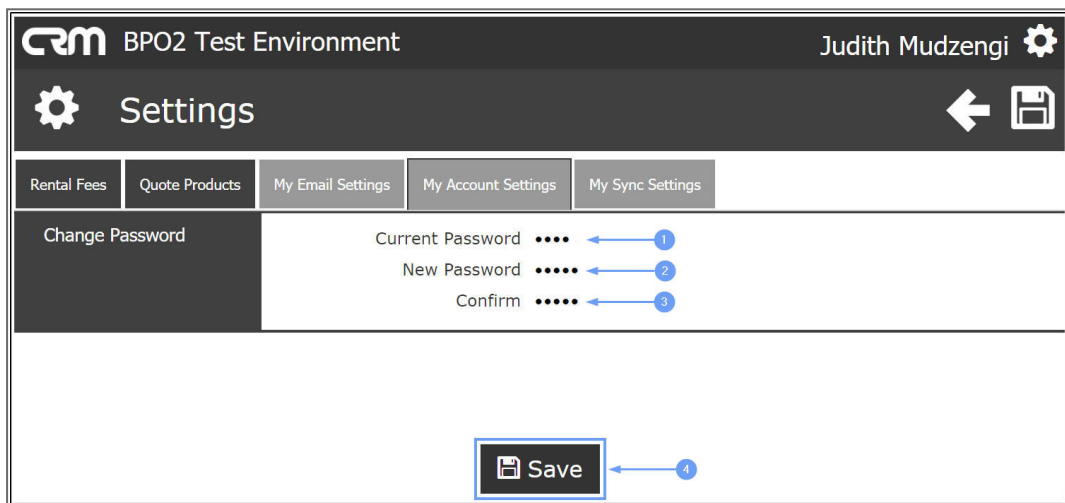 CRM BPO2 Test Environment Judith Mudzengi
Settings
Rental Fees Quote Products My Email Settings My Account Settings My Sync Settings
Change Password Current Password •••• 1
New Password ••••• 2
Confirm ••••• 3
Save 4